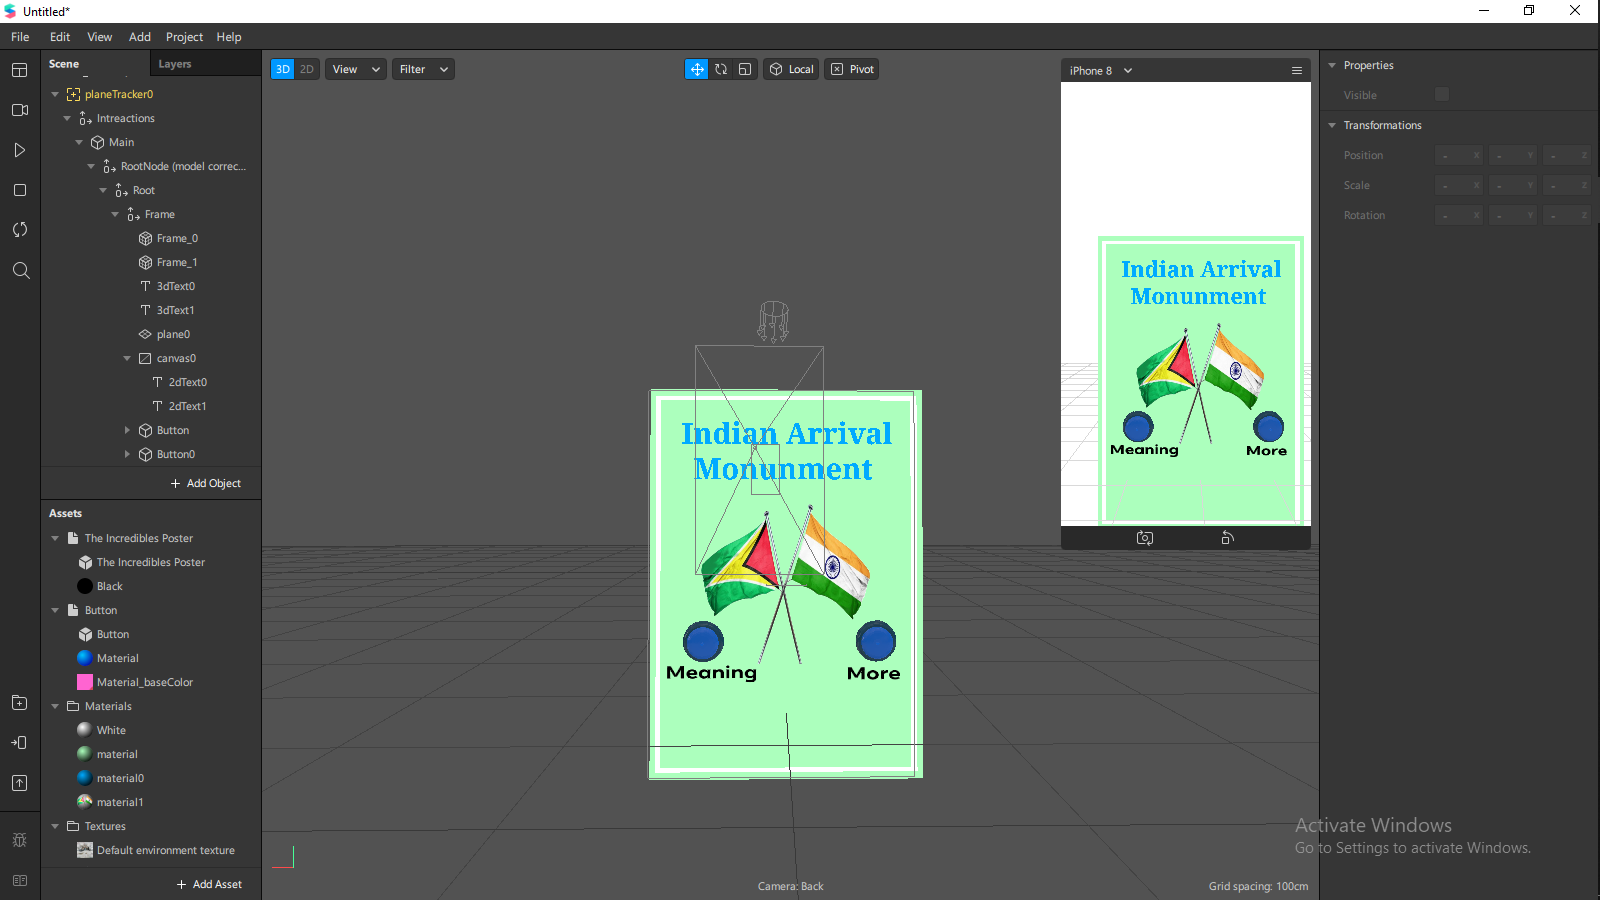 Untitled*
File Edit View Add Project Help
Scene Layers
planeTracker0
Intreactions
Main
RootNode (model correc...
Root
Frame
Frame_0
Frame_1
3dText0
3dText1
plane0
canvas0
2dText0
2dText1
Button
Button0
+ Add Object
Assets
The Incredibles Poster
The Incredibles Poster
Black
Button
Button
Material
Material_baseColor
Materials
White
material
material0
material1
Textures
Default environment texture
+ Add Asset
3D 2D View Filter
Local Pivot
Indian Arrival
Monunment
Meaning More
Camera: Back
Grid spacing: 100cm
iPhone 8
Indian Arrival
Monunment
Meaning More
Properties
Visible
Transformations
Position - X - Y - Z
Scale - X - Y - Z
Rotation - X - Y - Z
Activate Windows
Go to Settings to activate Windows.